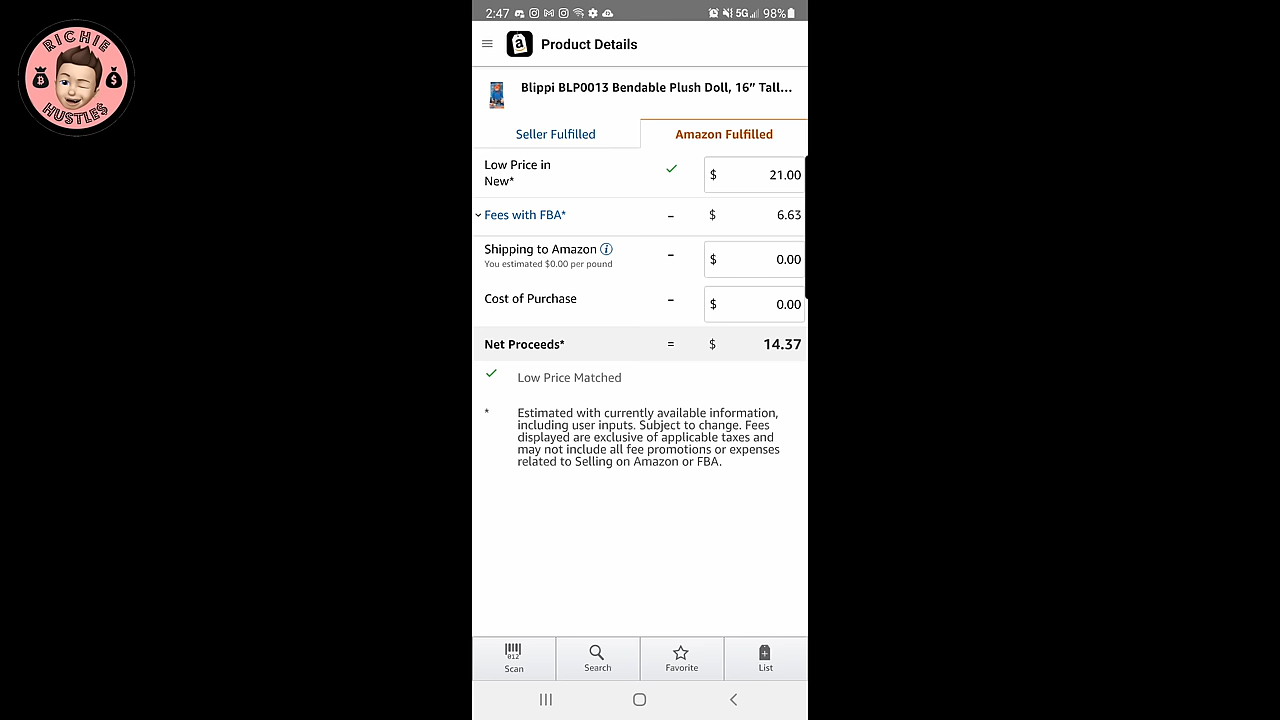 RICHIE
HUSTLE$
2:47
5G
98%
Product Details
Blippi BLP0013 Bendable Plush Doll, 16” Tall...
Seller Fulfilled
Amazon Fulfilled
Low Price in
New*
$ 21.00
Fees with FBA* – $ 6.63
Shipping to Amazon
You estimated $0.00 per pound
– $ 0.00
Cost of Purchase – $ 0.00
Net Proceeds* = $ 14.37
Low Price Matched
* Estimated with currently available information,
including user inputs. Subject to change. Fees
displayed are exclusive of applicable taxes and
may not include all fee promotions or expenses
related to Selling on Amazon or FBA.
Scan
Search
Favorite
List